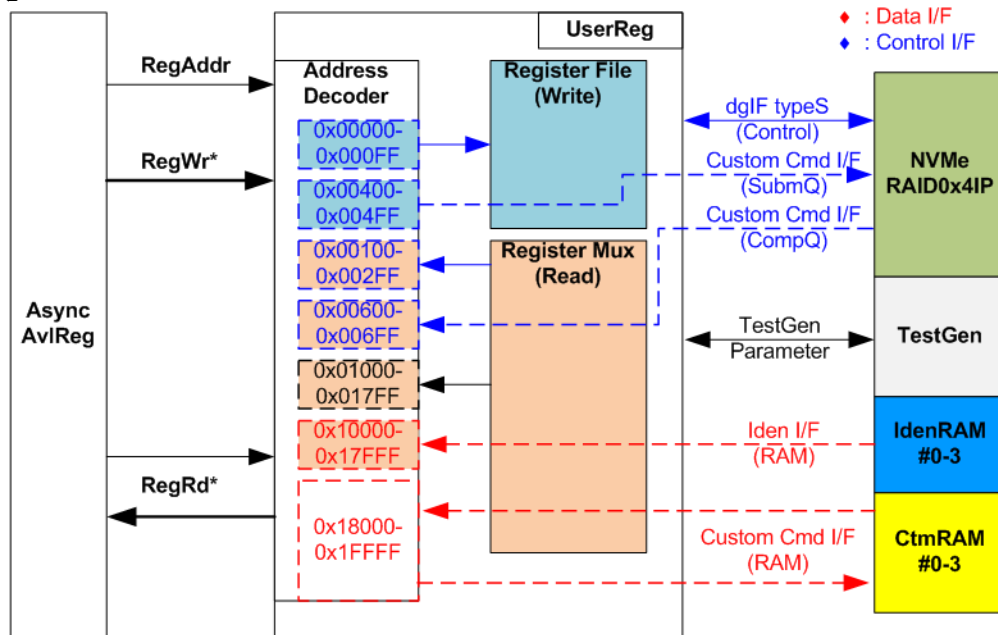 UserReg
♦ : Data I/F
♦ : Control I/F
Async
AvlReg
RegAddr
RegWr*
RegRd*
Address
Decoder
0x00000-
0x000FF
0x00400-
0x004FF
0x00100-
0x002FF
0x00600-
0x006FF
0x01000-
0x017FF
0x10000-
0x17FFF
0x18000-
0x1FFFF
Register File
(Write)
Register Mux
(Read)
dgIF typeS
(Control)
Custom Cmd I/F
(SubmQ)
Custom Cmd I/F
(CompQ)
TestGen
Parameter
Iden I/F
(RAM)
Custom Cmd I/F
(RAM)
NVMe
RAID0x4IP
TestGen
IdenRAM
#0-3
CtmRAM
#0-3